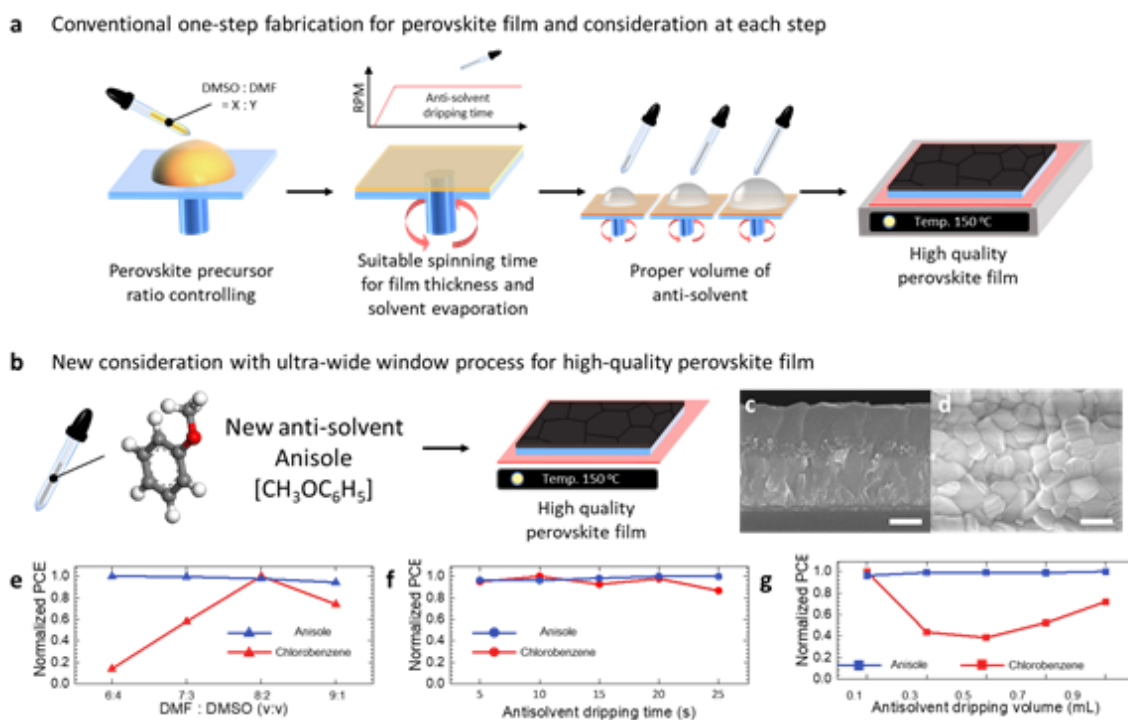 a Conventional one-step fabrication for perovskite film and consideration at each step
DMSO : DMF
= X : Y
RPM
Anti-solvent
dripping time
Temp. 150 ºC
Perovskite precursor
ratio controlling
Suitable spinning time
for film thickness and
solvent evaporation
Proper volume of
anti-solvent
High quality
perovskite film
b New consideration with ultra-wide window process for high-quality perovskite film
New anti-solvent
Anisole
[CH₃OC₆H₅]
Temp. 150 ºC
High quality
perovskite film
c
d
e
Normalized PCE
1.0
0.8
0.6
0.4
0.2
0.0
Anisole
Chlorobenzene
6:4 7:3 8:2 9:1
DMF : DMSO (v:v)
f
Normalized PCE
1.0
0.8
0.6
0.4
0.2
0.0
Anisole
Chlorobenzene
5 10 15 20 25
Antisolvent dripping time (s)
g
Normalized PCE
1.0
0.8
0.6
0.4
0.2
0.0
Anisole
Chlorobenzene
0.1 0.3 0.5 0.7 0.9
Antisolvent dripping volume (mL)